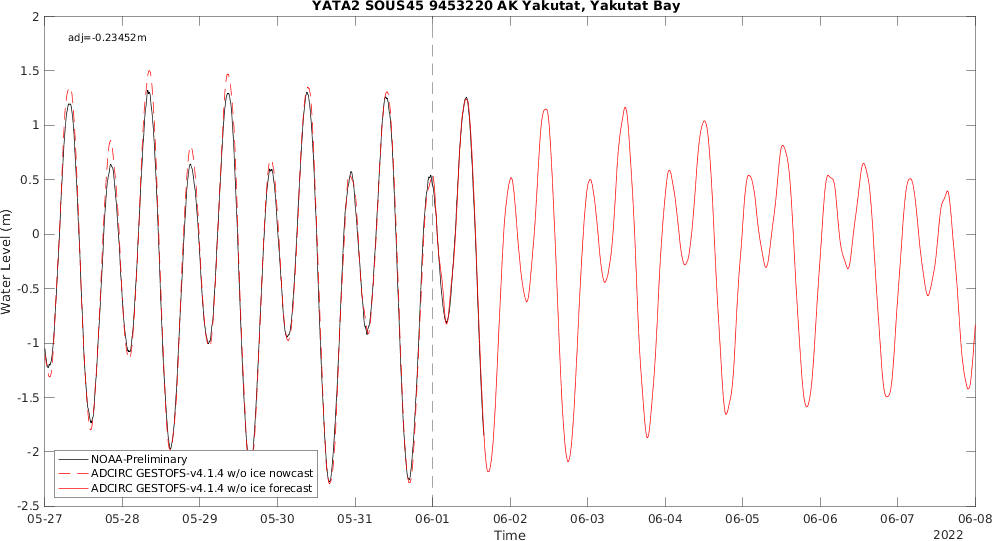 YATA2 SOUS45 9453220 AK Yakutat, Yakutat Bay
adj=-0.23452m
2
1.5
1
0.5
0
-0.5
-1
-1.5
-2
-2.5
Water Level (m)
NOAA-Preliminary
ADCIRC GESTOFS-v4.1.4 w/o ice nowcast
ADCIRC GESTOFS-v4.1.4 w/o ice forecast
05-27 05-28 05-29 05-30 05-31 06-01 06-02 06-03 06-04 06-05 06-06 06-07 06-08
Time
2022